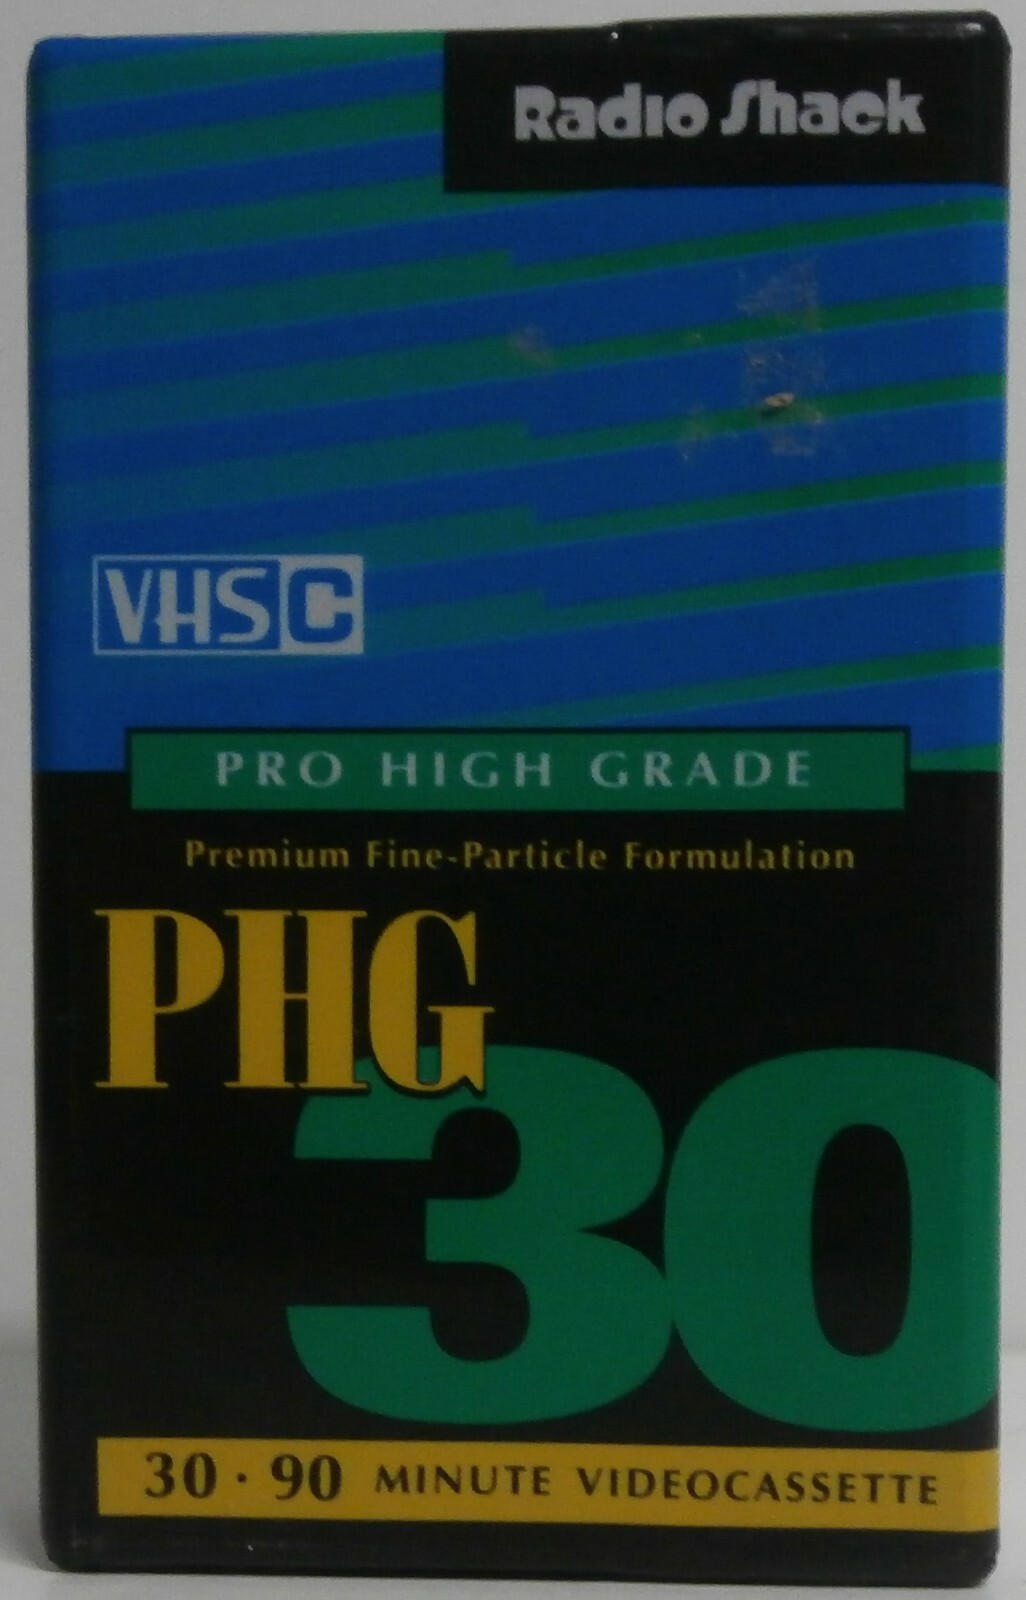 Radio Shack
VHS C
PRO HIGH GRADE
Premium Fine-Particle Formulation
PHG
30
30 · 90 MINUTE VIDEOCASSETTE